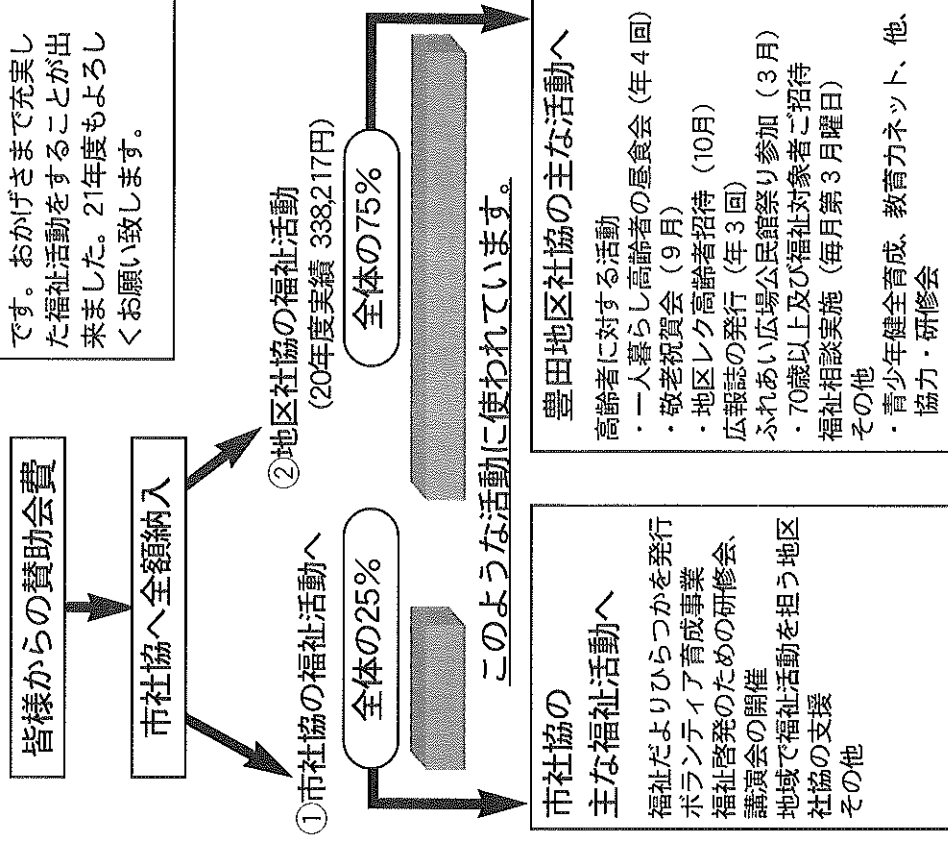 です。おかげさまで充実し
た福祉活動をすることが出
来ました。21年度もよろし
くお願い致します。
皆様からの賛助会費
市社協へ全額納入
①市社協の福祉活動へ
全体の25%
②地区社協の福祉活動
(20年度実績 338,217円)
全体の75%
このような活動に使われています。
市社協の
主な福祉活動へ
福祉だよりひらつかを発行
ボランティア育成事業
福祉啓発のための研修会、
講演会の開催
地域で福祉活動を担う地区
社協の支援
その他
豊田地区社協の主な活動へ
高齢者に対する活動
・一人暮らし高齢者の昼食会(年4回)
・敬老祝賀会(9月)
・地区レク高齢者招待(10月)
広報誌の発行(年3回)
ふれあい広場公民館祭り参加(3月)
・70歳以上及び福祉対象者ご招待
福祉相談実施(毎月第3月曜日)
その他
・青少年健全育成、教育力ネット、他、
協力・研修会